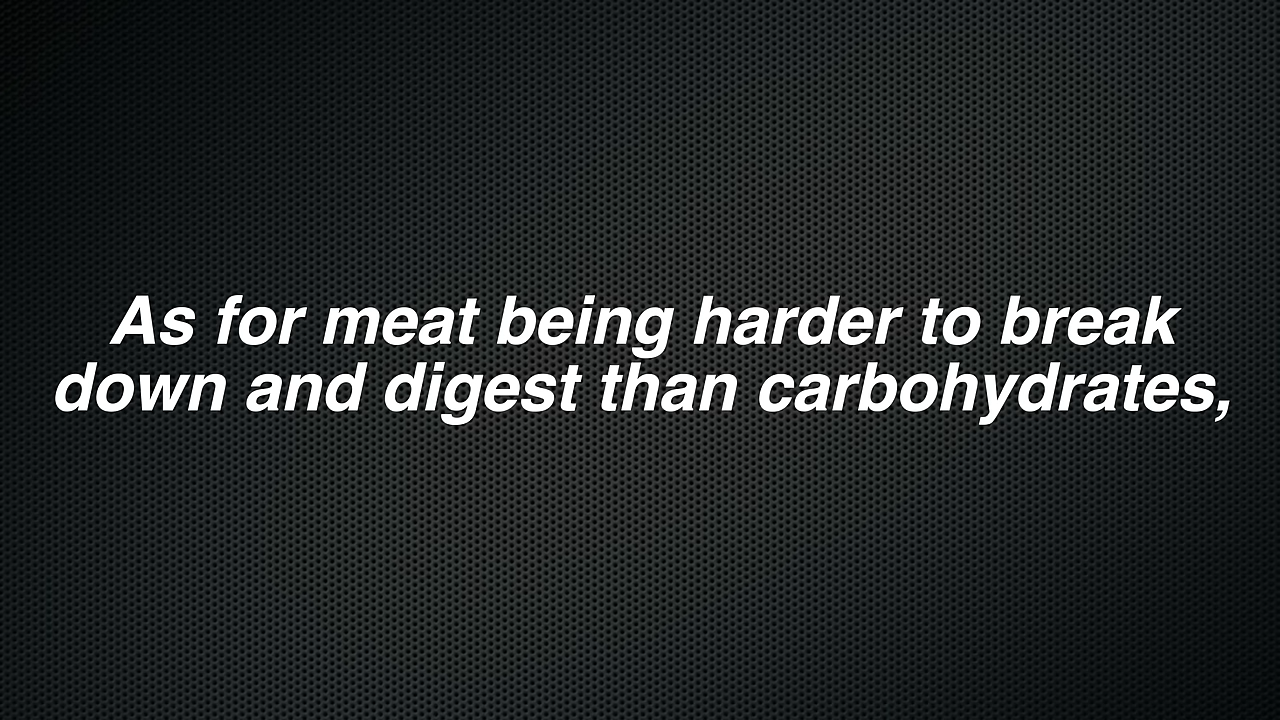 As for meat being harder to break
down and digest than carbohydrates,